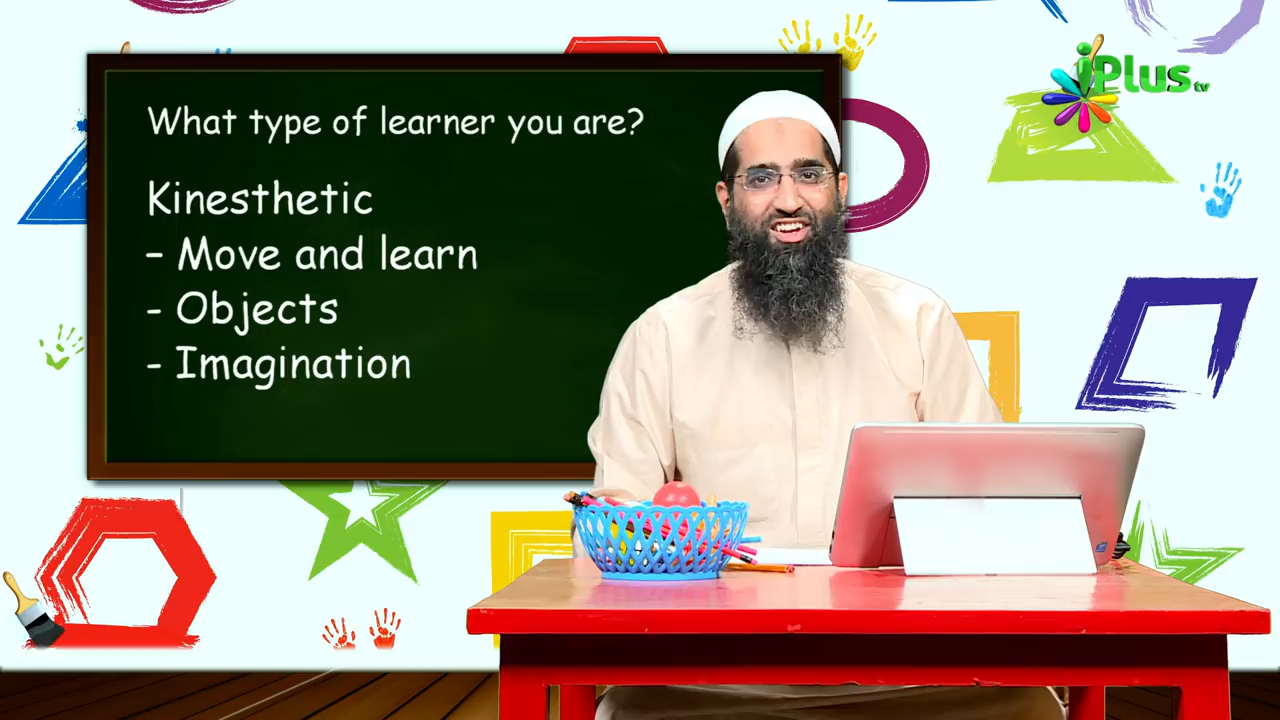 What type of learner you are?
Kinesthetic
– Move and learn
- Objects
- Imagination
iPlus tv